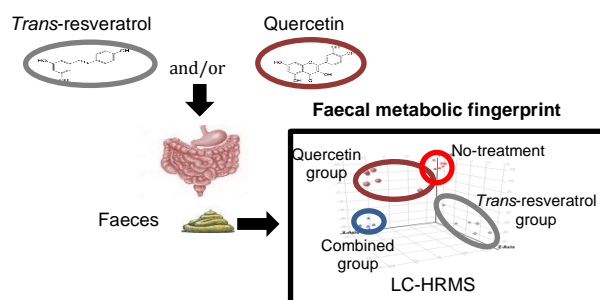 Trans-resveratrol
Quercetin
and/or
Faecal metabolic fingerprint
No-treatment
Quercetin
group
Trans-resveratrol
group
Faeces
Combined
group
LC-HRMS